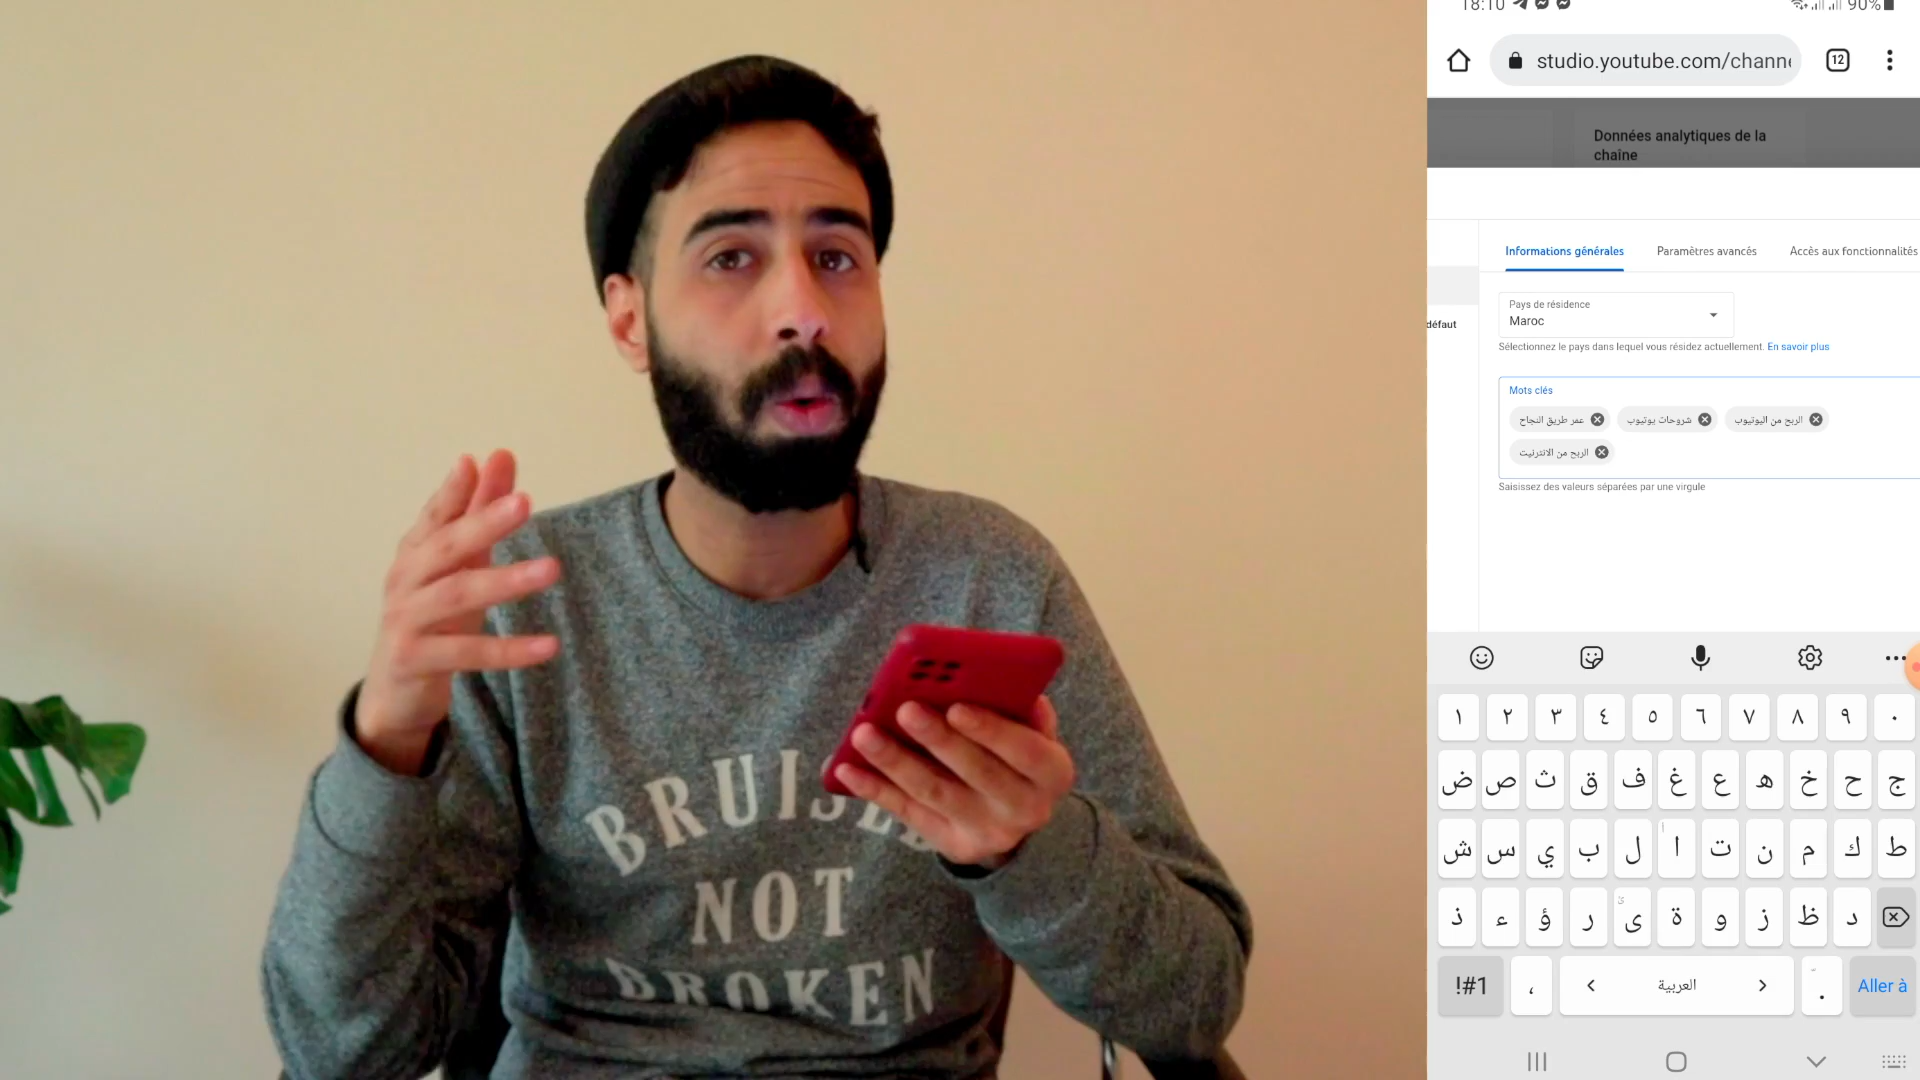 BRUISED
NOT
BROKEN
18:10
90%
studio.youtube.com/channe
12
Données analytiques de la
chaîne
Informations générales
Paramètres avancés
Accès aux fonctionnalités
défaut
Pays de résidence
Maroc
Sélectionnez le pays dans lequel vous résidez actuellement. En savoir plus
Mots clés
عمر طريق النجاح
شروحات يوتيوب
الربح من اليوتيوب
الربح من الانترنيت
Saisissez des valeurs séparées par une virgule
١ ٢ ٣ ٤ ٥ ٦ ٧ ٨ ٩ ٠
ض ص ث ق ف غ ع ه خ ح ج
ش س ي ب ل ا ت ن م ك ط
ذ ء ؤ ر ى ة و ز ظ د
!#1 ، العربية . Aller à